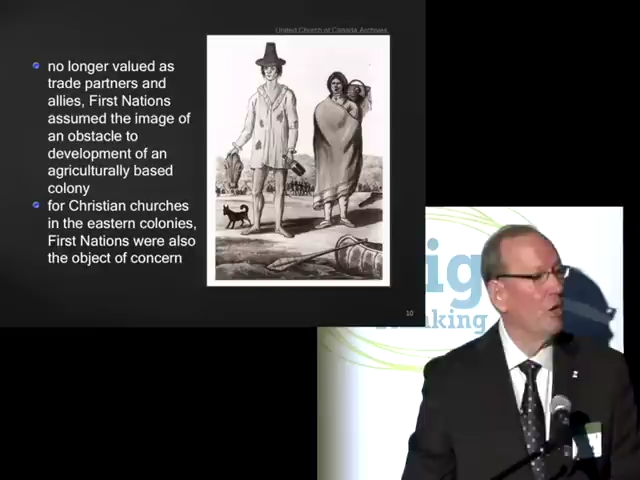 United Church of Canada Archives
no longer valued as
trade partners and
allies, First Nations
assumed the image of
an obstacle to
development of an
agriculturally based
colony
for Christian churches
in the eastern colonies,
First Nations were also
the object of concern
10